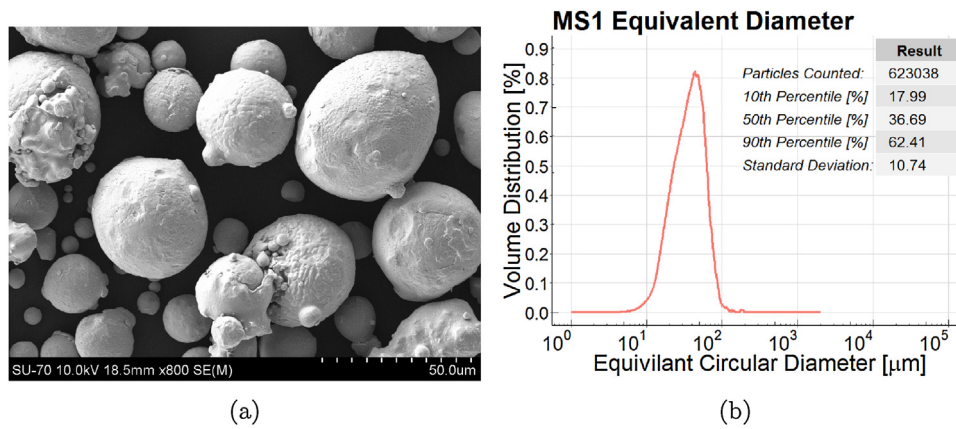 SU-70 10.0kV 18.5mm x800 SE(M)
50.0um
(a)
MS1 Equivalent Diameter
Volume Distribution [%]
0.9
0.8
0.7
0.6
0.5
0.4
0.3
0.2
0.1
0.0
Result
Particles Counted: 623038
10th Percentile [%] 17.99
50th Percentile [%] 36.69
90th Percentile [%] 62.41
Standard Deviation: 10.74
10^0 10^1 10^2 10^3 10^4 10^5
Equivilant Circular Diameter [μm]
(b)